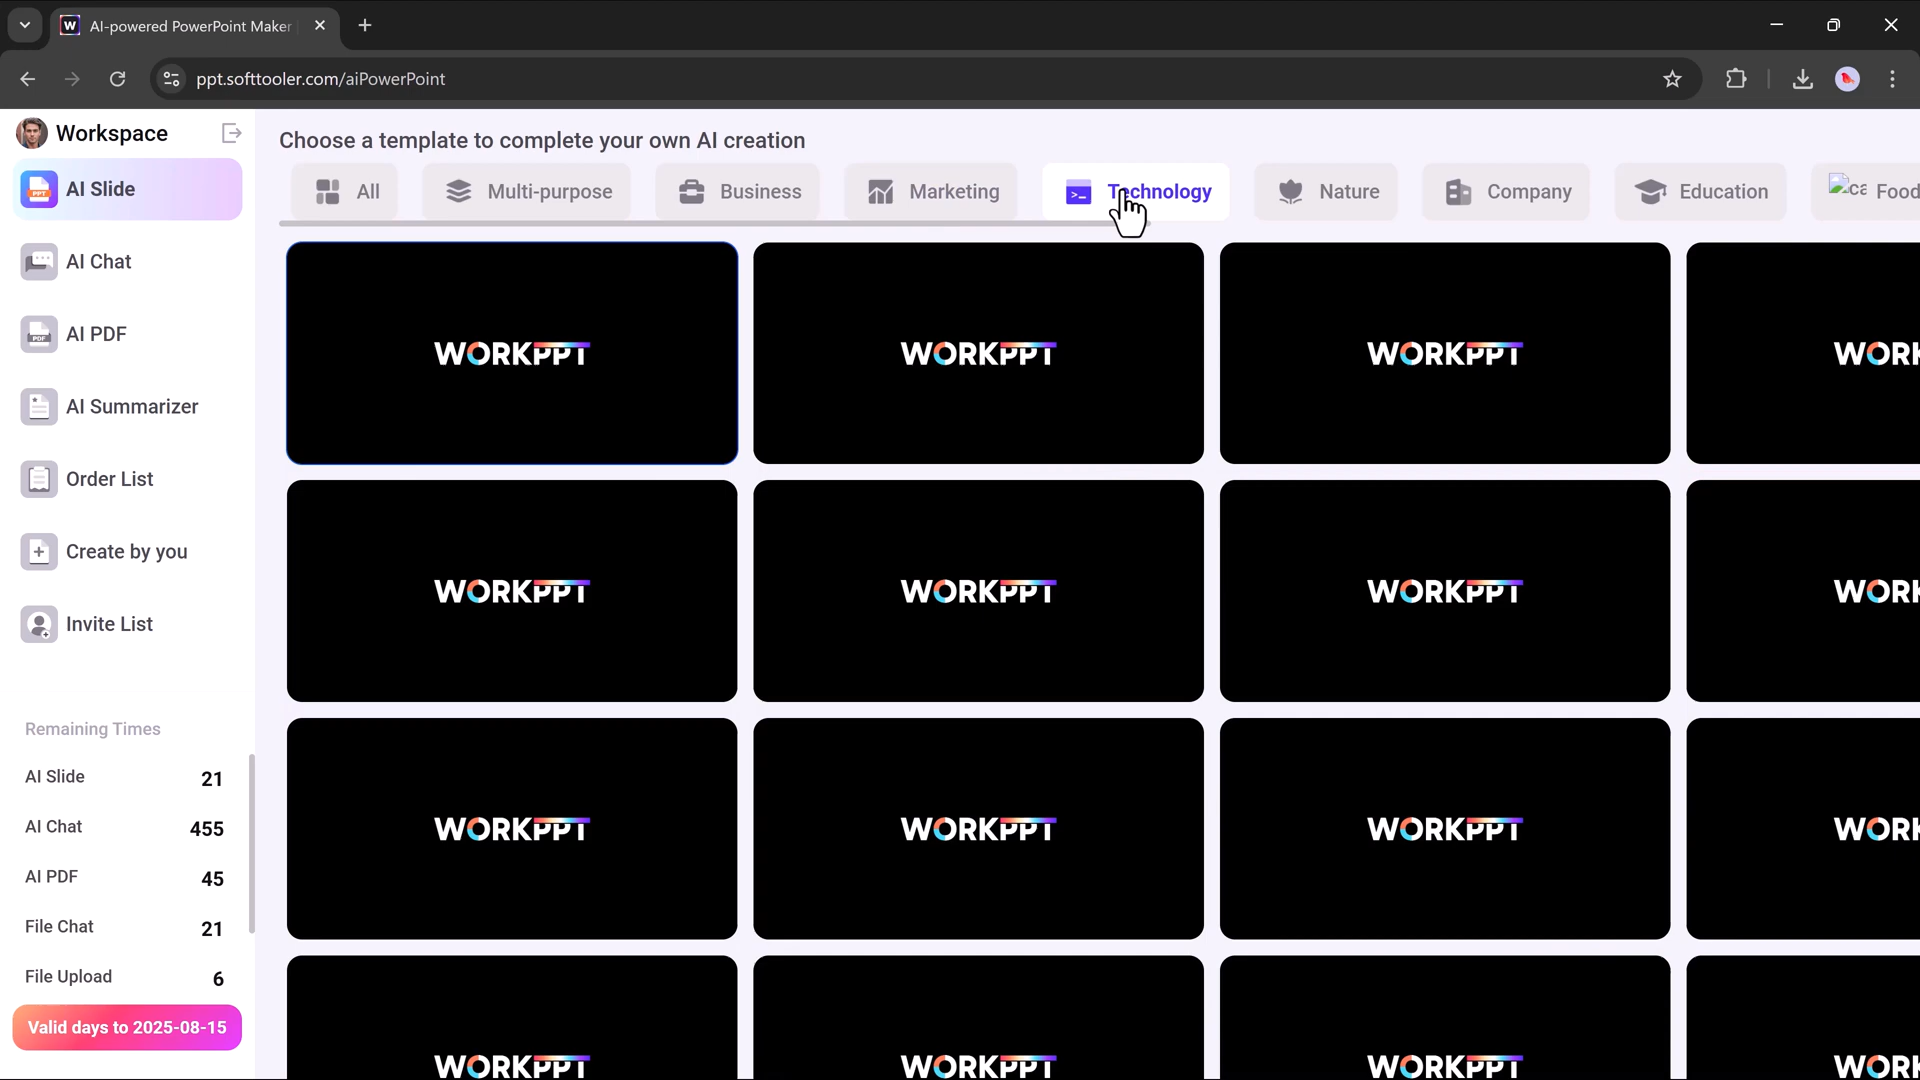 AI-powered PowerPoint Maker
ppt.softtooler.com/aiPowerPoint
Workspace
AI Slide
AI Chat
AI PDF
AI Summarizer
Order List
Create by you
Invite List
Remaining Times
AI Slide 21
AI Chat 455
AI PDF 45
File Chat 21
File Upload 6
Valid days to 2025-08-15
Choose a template to complete your own AI creation
All Multi-purpose Business Marketing Technology Nature Company Education Food
WORKPPT WORKPPT WORKPPT WORK
WORKPPT WORKPPT WORKPPT WORK
WORKPPT WORKPPT WORKPPT WORK
WORKPPT WORKPPT WORKPPT WORK